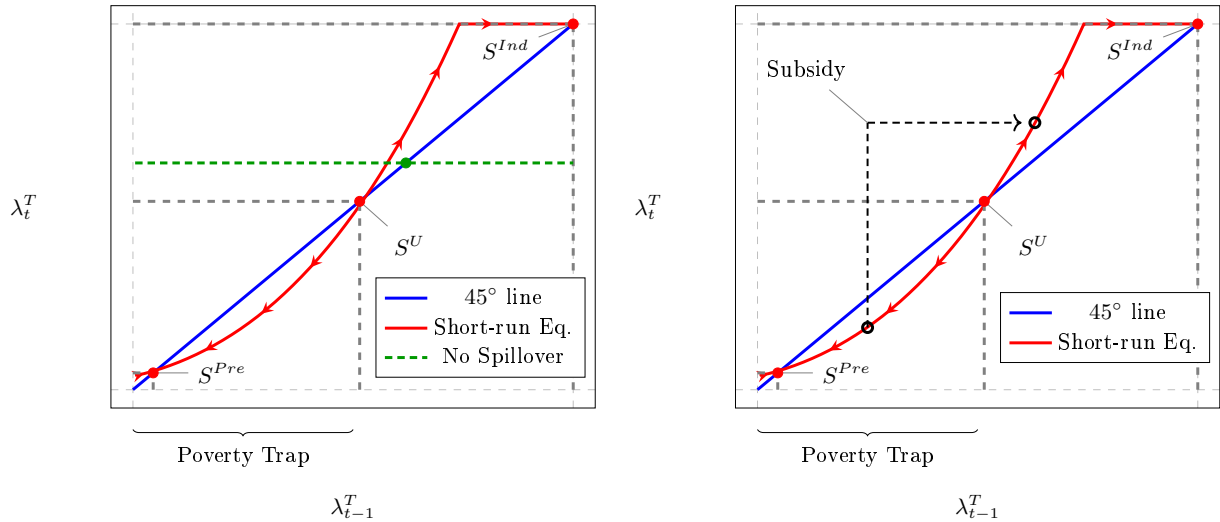 S^{Ind}
λ_t^T
S^U
45° line
Short-run Eq.
No Spillover
S^{Pre}
Poverty Trap
λ_{t-1}^T
S^{Ind}
Subsidy
λ_t^T
S^U
45° line
Short-run Eq.
S^{Pre}
Poverty Trap
λ_{t-1}^T